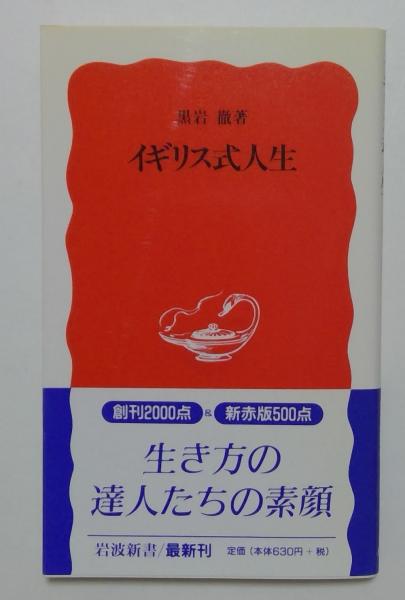 黒岩 徹著
イギリス式人生
創刊2000点 & 新赤版500点
生き方の
達人たちの素顔
岩波新書/最新刊 定価(本体630円+税)